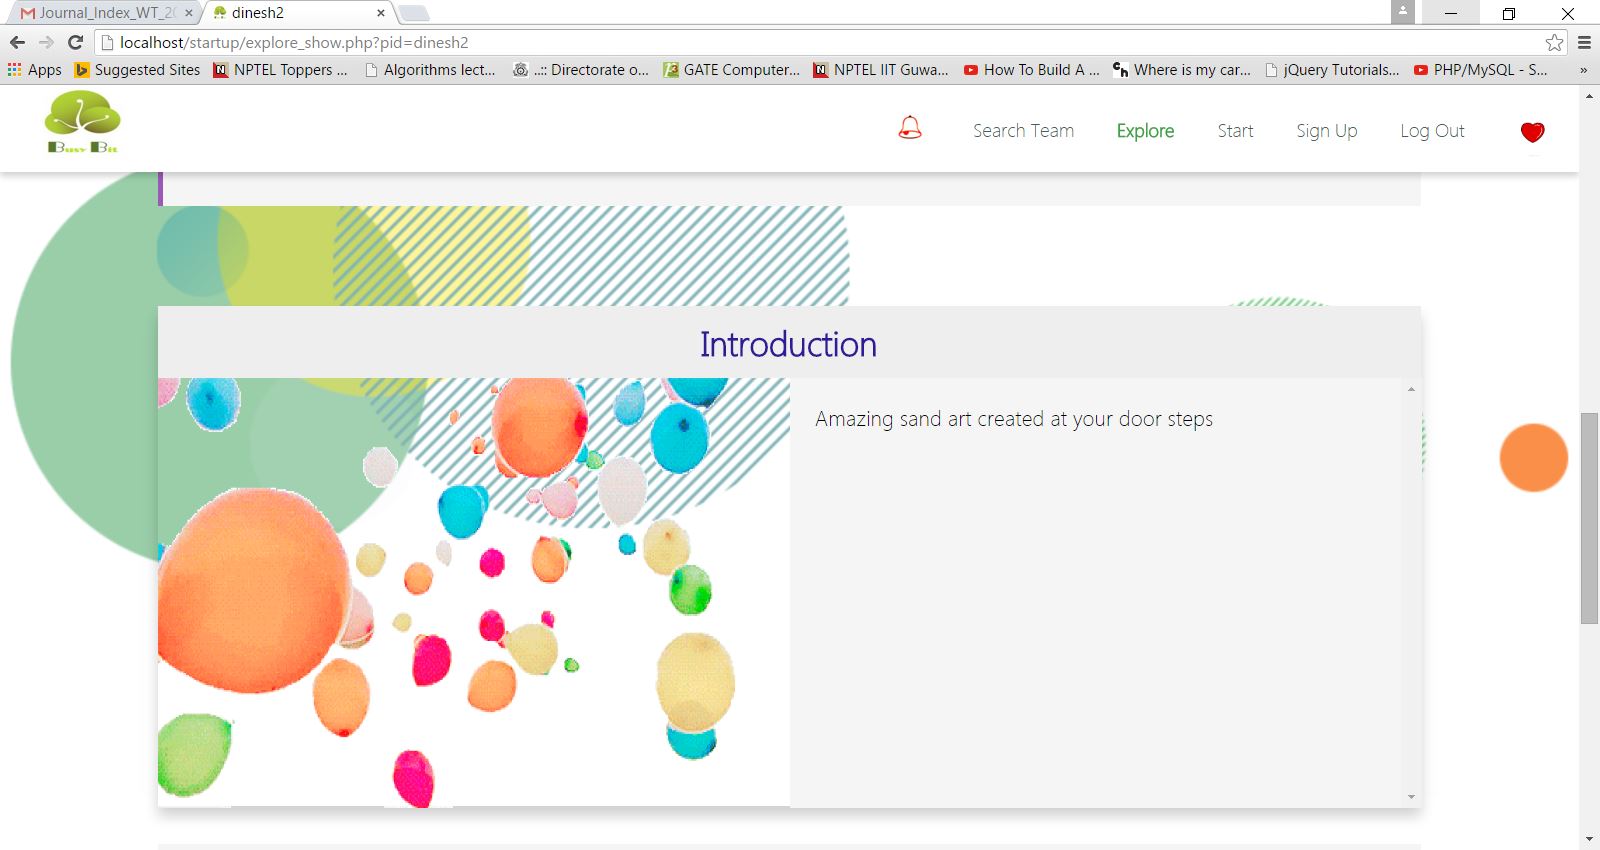 Journal_Index_WT_20
dinesh2
localhost/startup/explore_show.php?pid=dinesh2
Apps
Suggested Sites
NPTEL Toppers ...
Algorithms lect...
..:: Directorate o...
GATE Computer...
NPTEL IIT Guwa...
How To Build A ...
Where is my car...
jQuery Tutorials...
PHP/MySQL - S...
»
Busy Bit
Search Team
Explore
Start
Sign Up
Log Out
Introduction
Amazing sand art created at your door steps